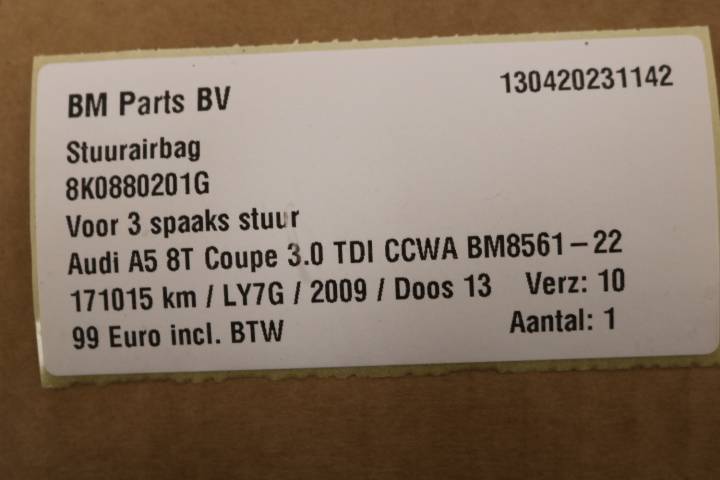 BM Parts BV 130420231142
Stuurairbag
8K0880201G
Voor 3 spaaks stuur
Audi A5 8T Coupe 3.0 TDI CCWA BM8561-22
171015 km / LY7G / 2009 / Doos 13 Verz: 10
99 Euro incl. BTW Aantal: 1